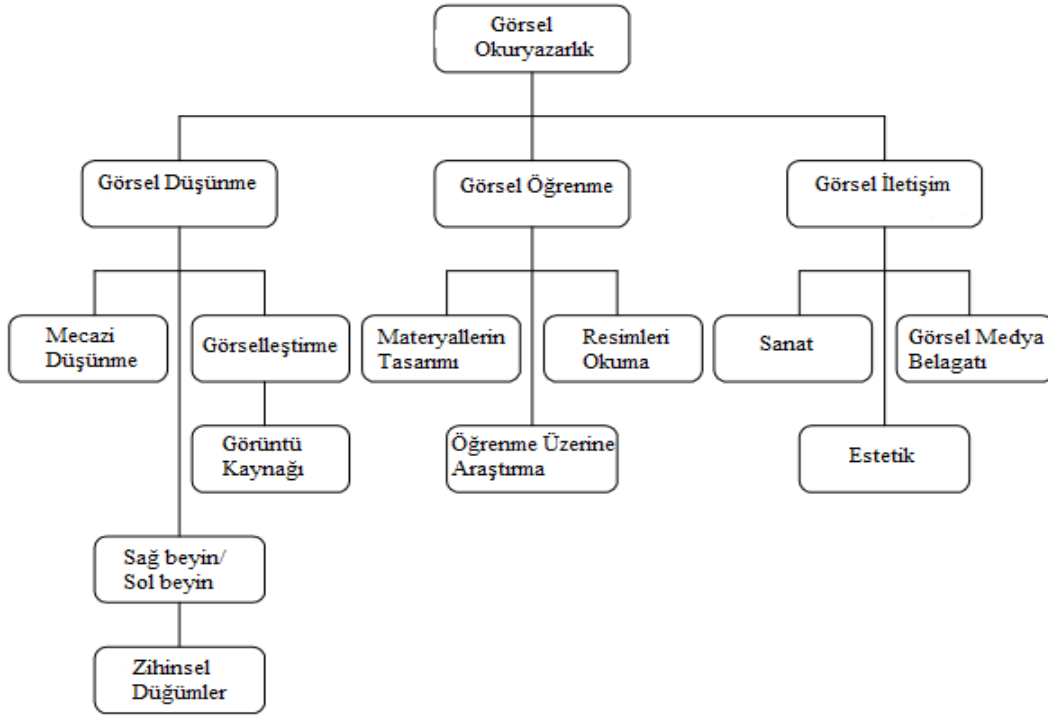 Görsel
Okuryazarlık
Görsel Düşünme
Görsel Öğrenme
Görsel İletişim
Mecazi
Düşünme
Görselleştirme
Materyallerin
Tasarımı
Resimleri
Okuma
Sanat
Görsel Medya
Belagatı
Görüntü
Kaynağı
Öğrenme Üzerine
Araştırma
Estetik
Sağ beyin/
Sol beyin
Zihinsel
Düğümler